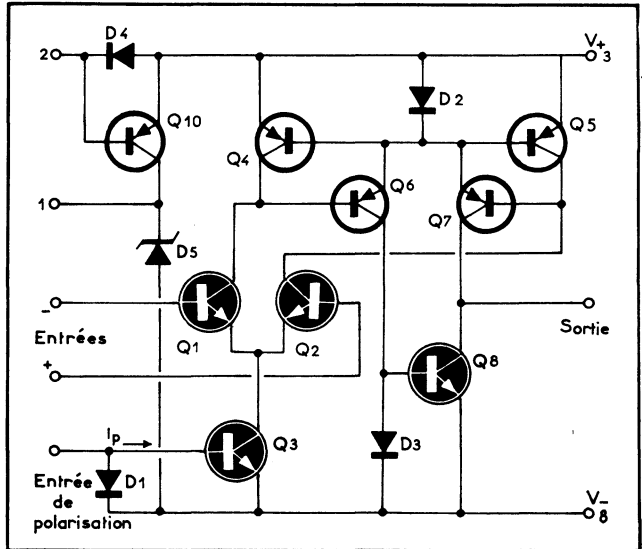 D4
2
V+
3
Q10
D2
Q5
Q4
Q6
Q7
1
D5
-
Entrées
+
Q1
Q2
Sortie
Q8
Ip
Q3
D3
D1
Entrée
de
polarisation
V-
8